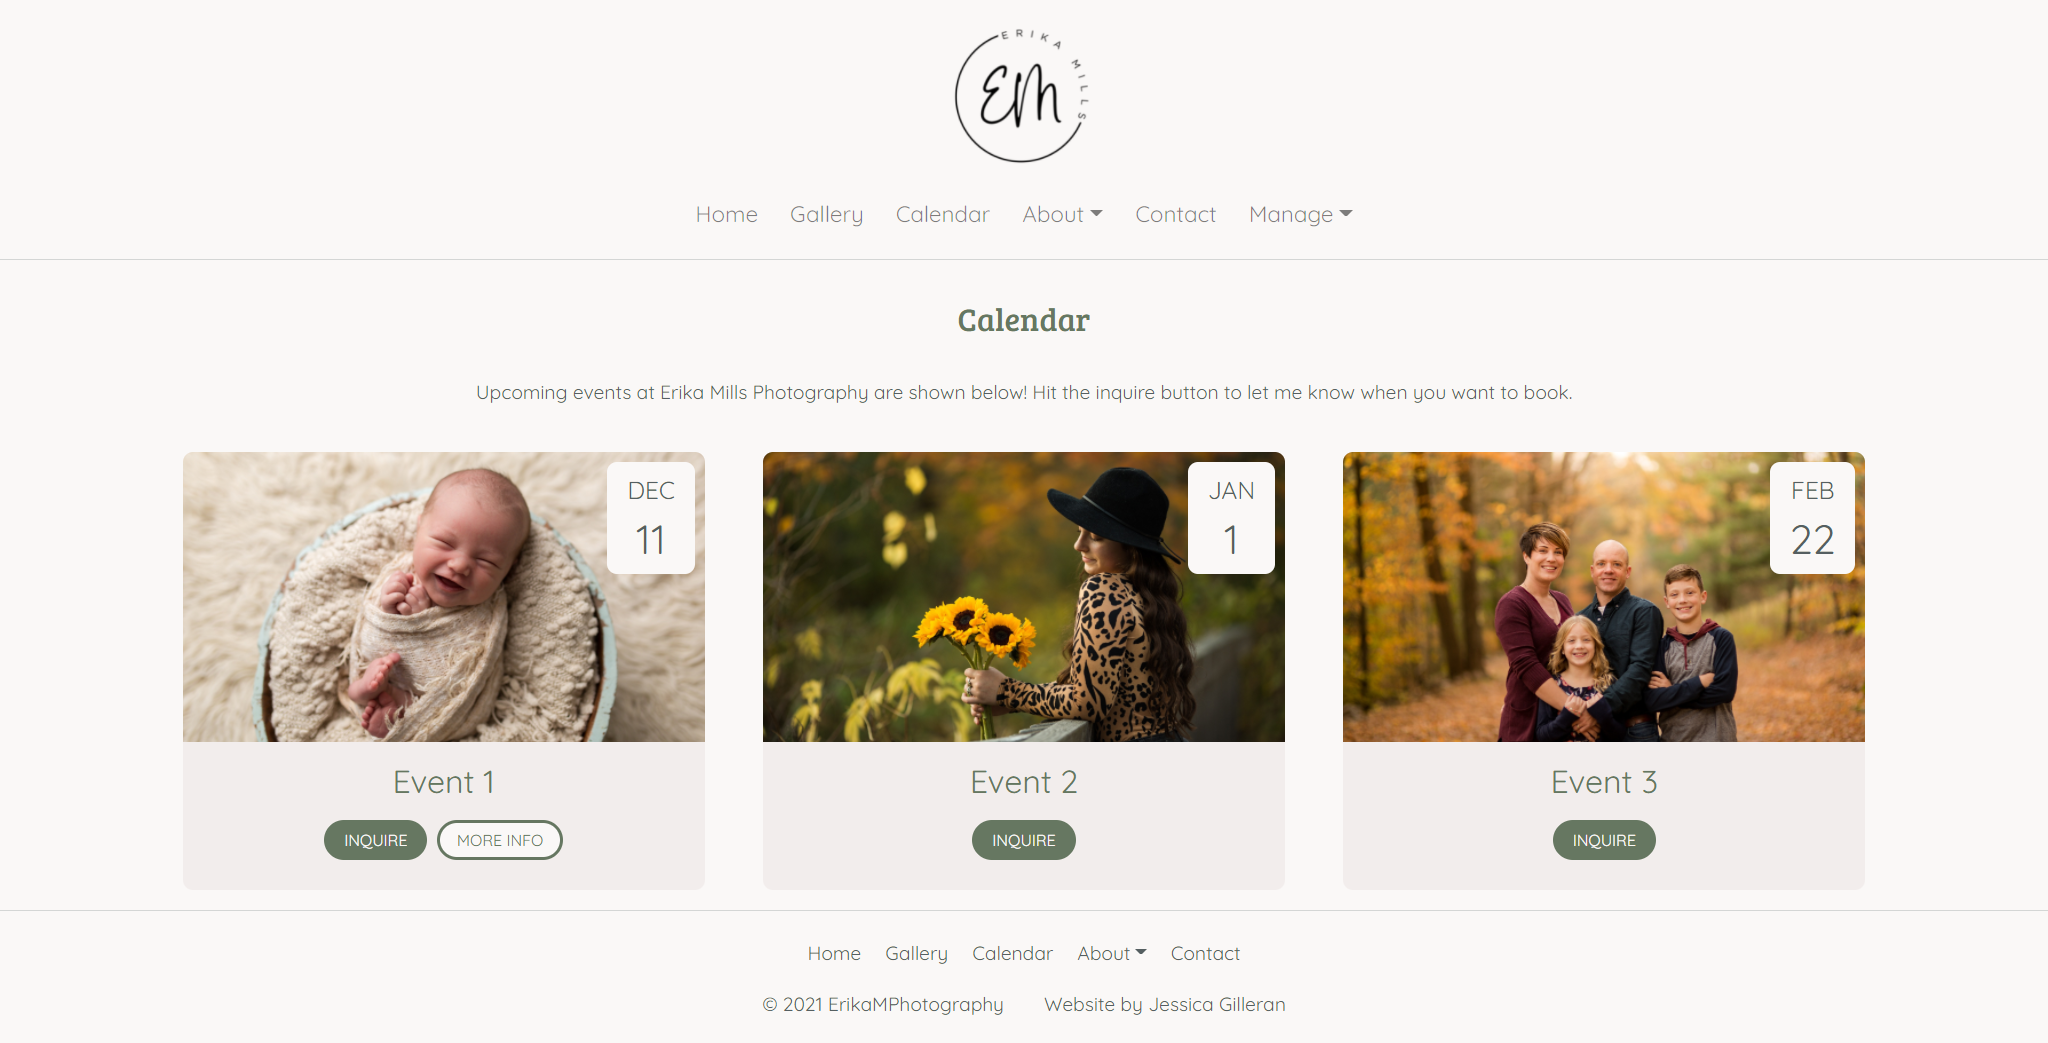 ERIKA MILLS
EM
Home Gallery Calendar About Contact Manage
Calendar
Upcoming events at Erika Mills Photography are shown below! Hit the inquire button to let me know when you want to book.
DEC
11
JAN
1
FEB
22
Event 1
INQUIRE MORE INFO
Event 2
INQUIRE
Event 3
INQUIRE
Home Gallery Calendar About Contact
© 2021 ErikaMPhotography Website by Jessica Gilleran